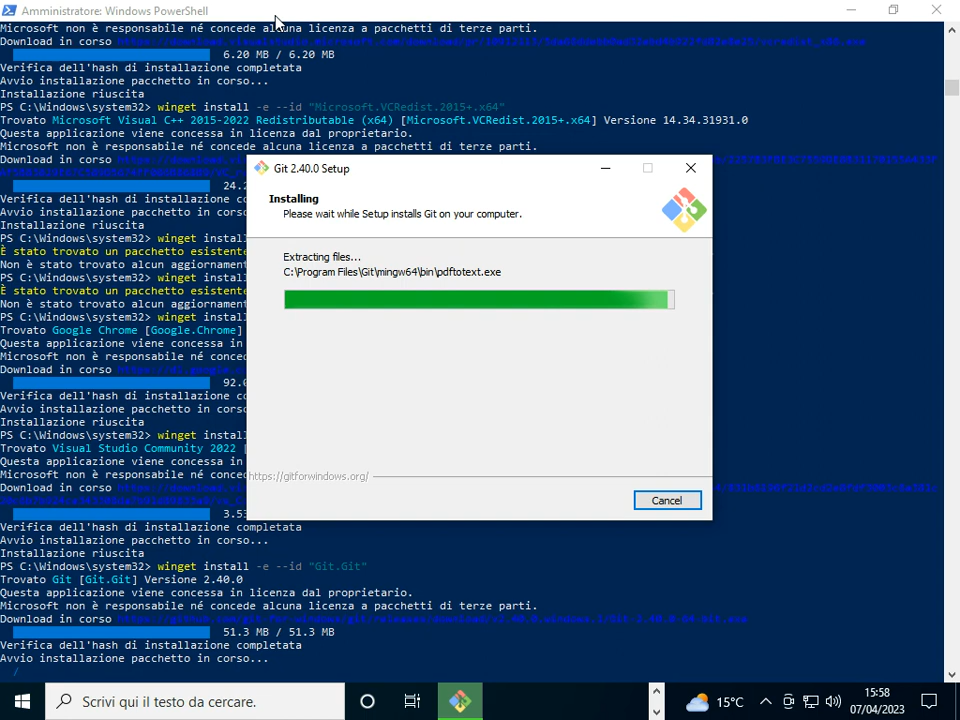 Amministratore: Windows PowerShell
Microsoft non è responsabile né concede alcuna licenza a pacchetti di terze parti.
Download in corso
6.20 MB / 6.20 MB
Verifica dell'hash di installazione completata
Avvio installazione pacchetto in corso...
Installazione riuscita
PS C:\Windows\system32> winget install -e --id "Microsoft.VCRedist.2015+.x64"
Trovato Microsoft Visual C++ 2015-2022 Redistributable (x64) [Microsoft.VCRedist.2015+.x64] Versione 14.34.31931.0
Questa applicazione viene concessa in licenza dal proprietario.
Microsoft non è responsabile né concede alcuna licenza a pacchetti di terze parti.
Download in corso
24.2
Verifica dell'hash di installazione c
Avvio installazione pacchetto in cors
Installazione riuscita
PS C:\Windows\system32> winget instal
È stato trovato un pacchetto esistente
Non è stato trovato alcun aggiornament
PS C:\Windows\system32> winget instal
È stato trovato un pacchetto esistente
Non è stato trovato alcun aggiornament
PS C:\Windows\system32> winget instal
Trovato Google Chrome [Google.Chrome]
Questa applicazione viene concessa in
Microsoft non è responsabile né conced
Download in corso
92.0
Verifica dell'hash di installazione co
Avvio installazione pacchetto in corso
Installazione riuscita
PS C:\Windows\system32> winget instal
Trovato Visual Studio Community 2022 [
Questa applicazione viene concessa in
Microsoft non è responsabile né conced
Download in corso
3.53
Verifica dell'hash di installazione completata
Avvio installazione pacchetto in corso...
Installazione riuscita
PS C:\Windows\system32> winget install -e --id "Git.Git"
Trovato Git [Git.Git] Versione 2.40.0
Questa applicazione viene concessa in licenza dal proprietario.
Microsoft non è responsabile né concede alcuna licenza a pacchetti di terze parti.
Download in corso
51.3 MB / 51.3 MB
Verifica dell'hash di installazione completata
Avvio installazione pacchetto in corso...
/
Git 2.40.0 Setup
Installing
Please wait while Setup installs Git on your computer.
Extracting files...
C:\Program Files\Git\mingw64\bin\pdftotext.exe
https://gitforwindows.org/
Cancel
Scrivi qui il testo da cercare.
15°C
15:58
07/04/2023